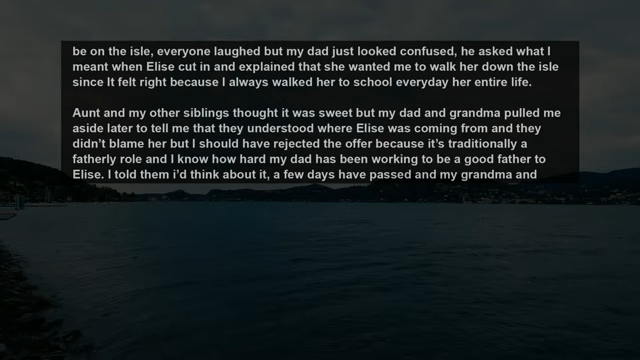 be on the isle, everyone laughed but my dad just looked confused, he asked what I
meant when Elise cut in and explained that she wanted me to walk her down the isle
since It felt right because I always walked her to school everyday her entire life.
Aunt and my other siblings thought it was sweet but my dad and grandma pulled me
aside later to tell me that they understood where Elise was coming from and they
didn't blame her but I should have rejected the offer because it's traditionally a
fatherly role and I know how hard my dad has been working to be a good father to
Elise. I told them i'd think about it, a few days have passed and my grandma and